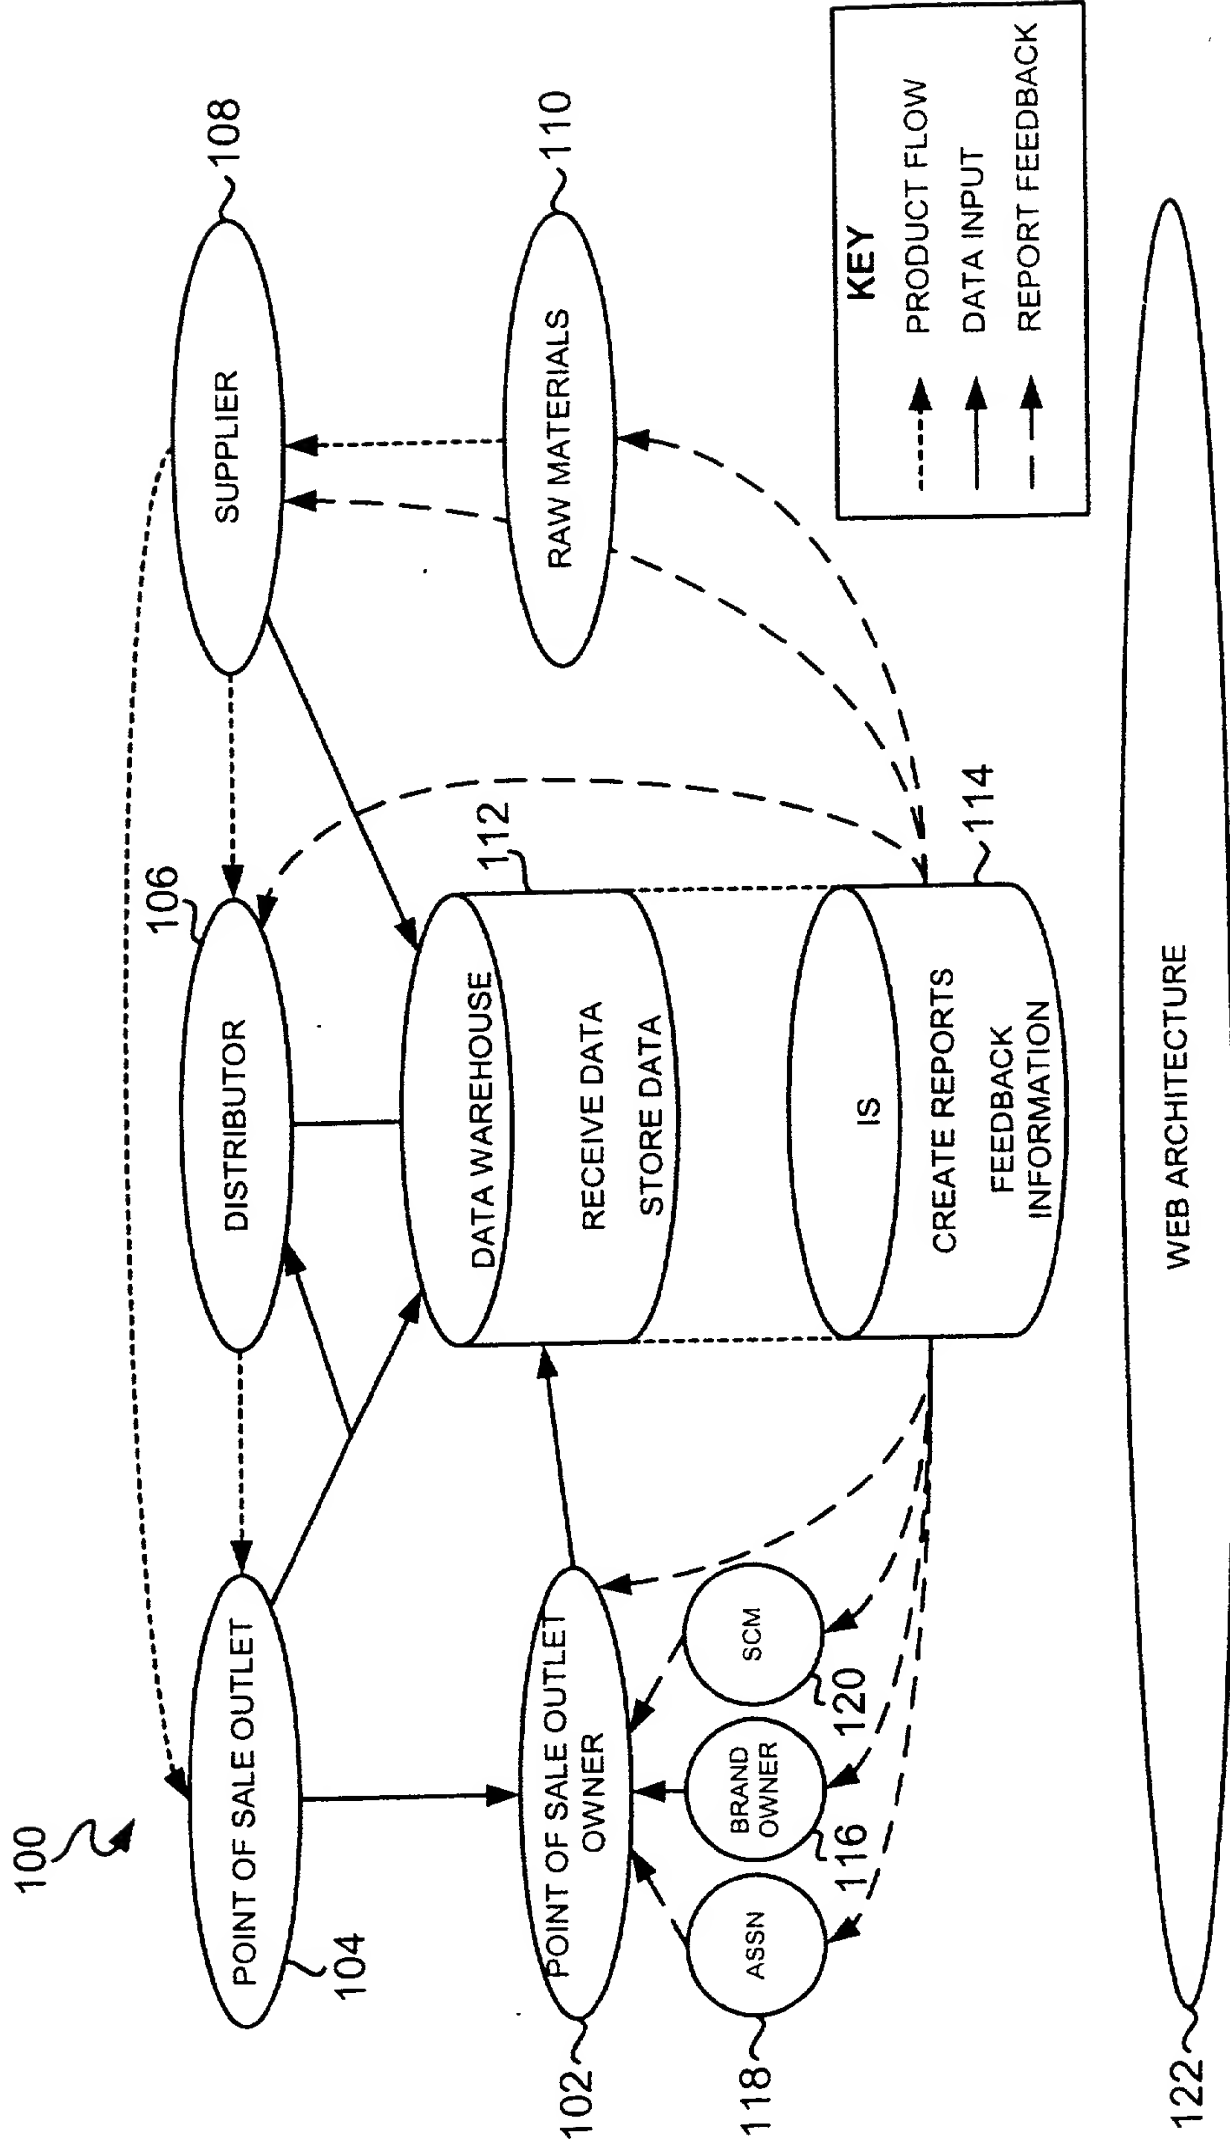 100
POINT OF SALE OUTLET
104
DISTRIBUTOR
106
SUPPLIER
108
POINT OF SALE OUTLET
OWNER
102
DATA WAREHOUSE
RECEIVE DATA
STORE DATA
112
RAW MATERIALS
110
ASSN
118
BRAND
OWNER
116
SCM
120
IS
CREATE REPORTS
FEEDBACK
INFORMATION
114
KEY
PRODUCT FLOW
DATA INPUT
REPORT FEEDBACK
WEB ARCHITECTURE
122